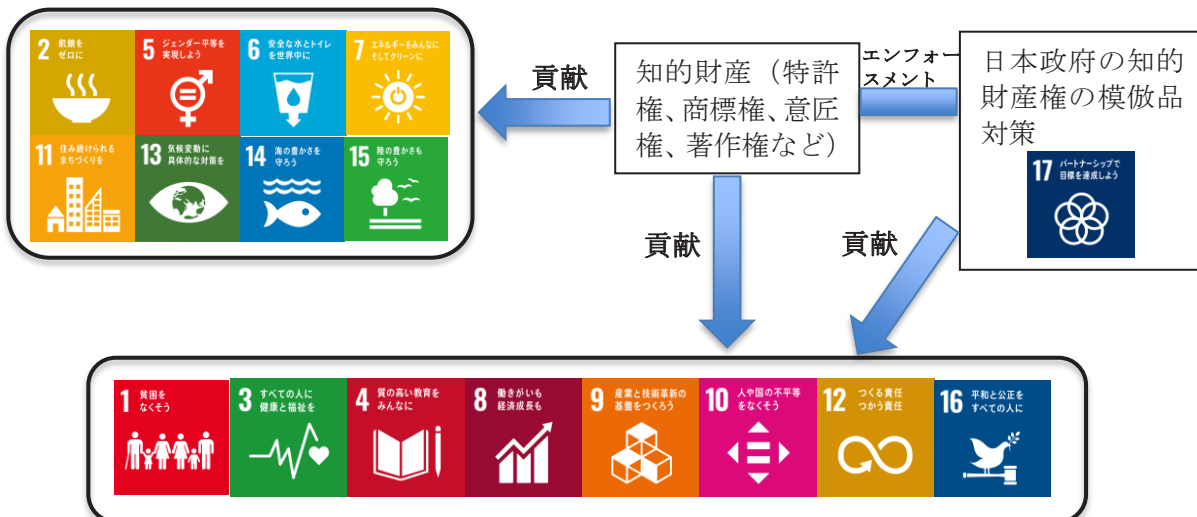 2 飢餓を
ゼロに
5 ジェンダー平等を
実現しよう
6 安全な水とトイレ
を世界中に
7 エネルギーをみんなに
そしてクリーンに
11 住み続けられる
まちづくりを
13 気候変動に
具体的な対策を
14 海の豊かさを
守ろう
15 陸の豊かさも
守ろう
貢献
知的財産（特許
権、商標権、意匠
権、著作権など）
エンフォー
スメント
日本政府の知的
財産権の模倣品
対策
17 パートナーシップで
目標を達成しよう
貢献
貢献
1 貧困を
なくそう
3 すべての人に
健康と福祉を
4 質の高い教育を
みんなに
8 働きがいも
経済成長も
9 産業と技術革新の
基盤をつくろう
10 人や国の不平等
をなくそう
12 つくる責任
つかう責任
16 平和と公正を
すべての人に